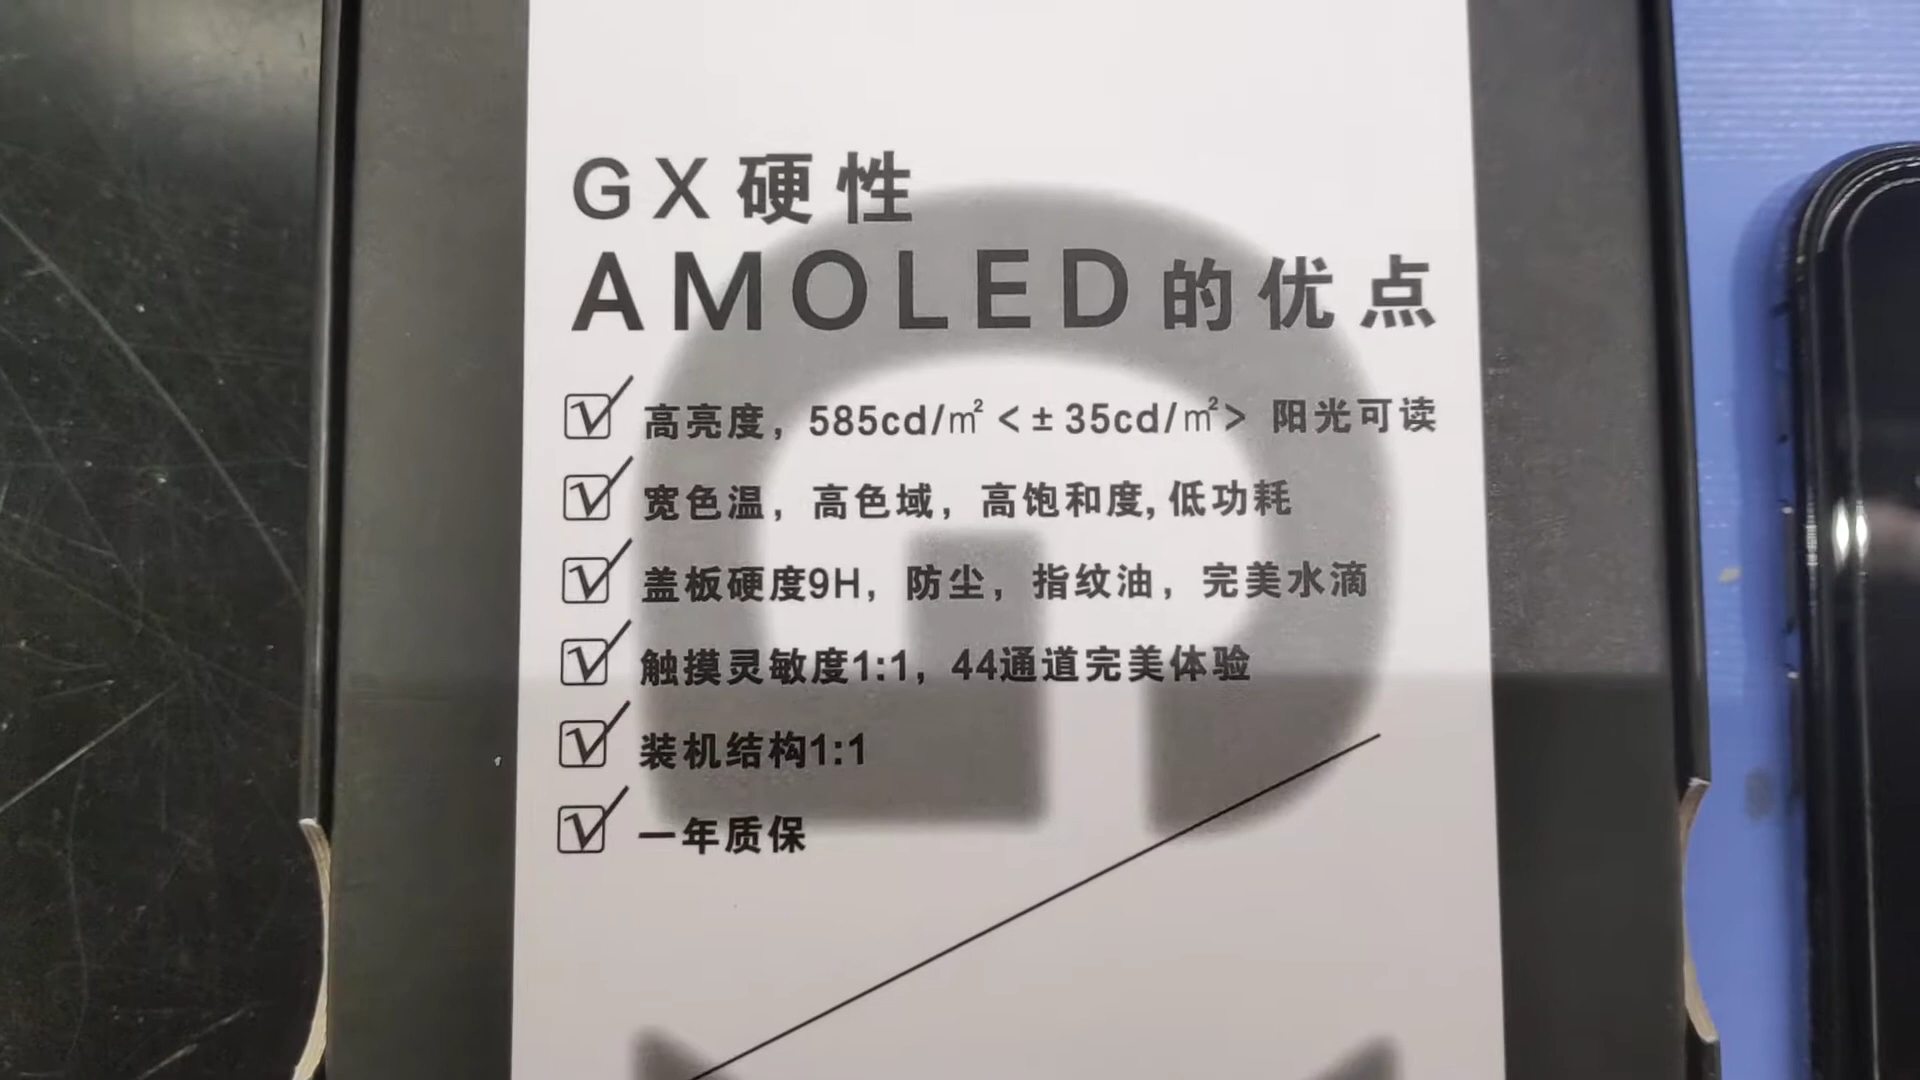 GX硬性
AMOLED的优点
高亮度，585cd/㎡<±35cd/㎡> 阳光可读
宽色温，高色域，高饱和度,低功耗
盖板硬度9H，防尘，指纹油，完美水滴
触摸灵敏度1:1，44通道完美体验
装机结构1:1
一年质保